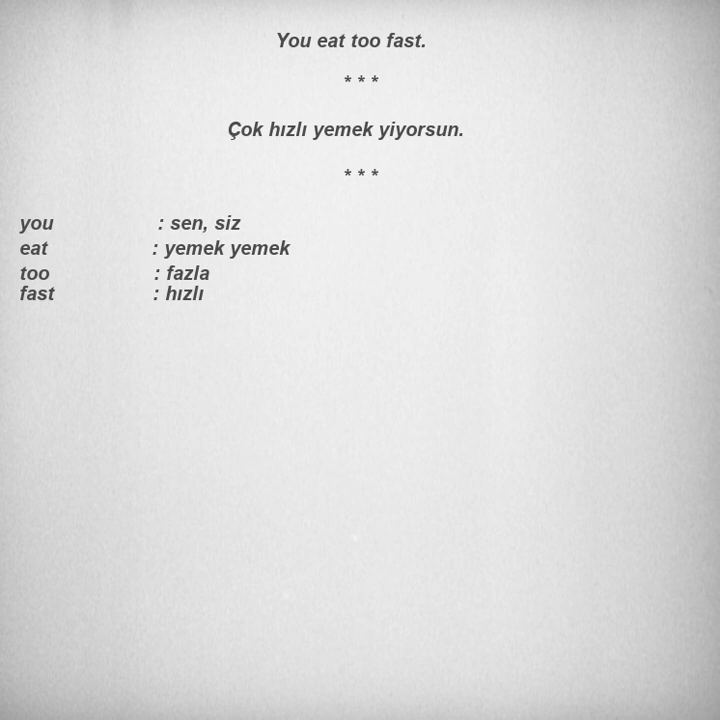 You eat too fast.
* * *
Çok hızlı yemek yiyorsun.
* * *
you : sen, siz
eat : yemek yemek
too : fazla
fast : hızlı